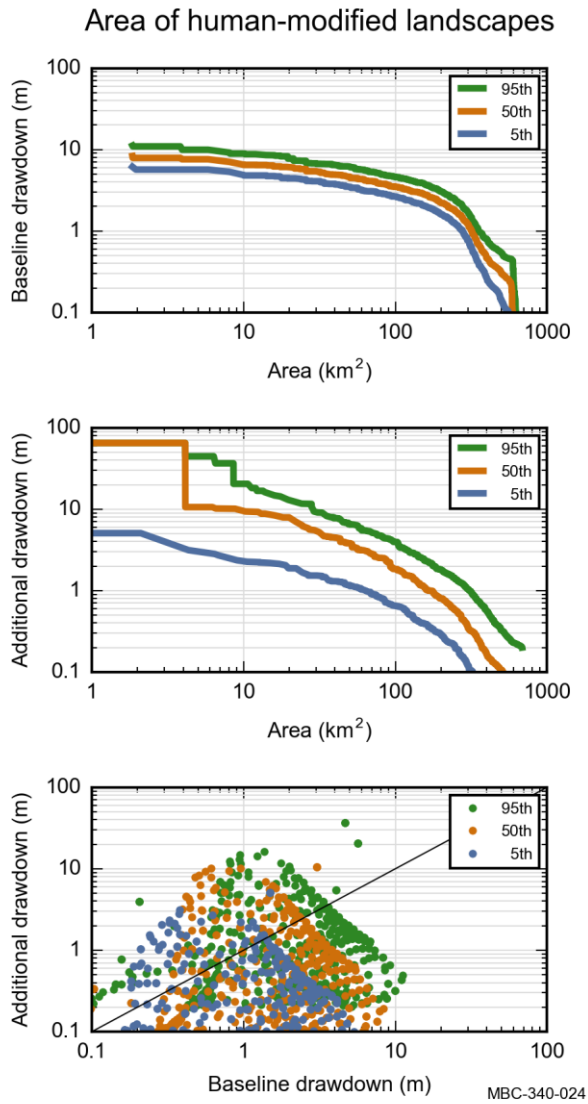 Area of human-modified landscapes
Baseline drawdown (m)
100
10
1
0.1
95th
50th
5th
1 10 100 1000
Area (km²)
Additional drawdown (m)
100
10
1
0.1
95th
50th
5th
1 10 100 1000
Area (km²)
Additional drawdown (m)
100
10
1
0.1
95th
50th
5th
0.1 1 10 100
Baseline drawdown (m)
MBC-340-024